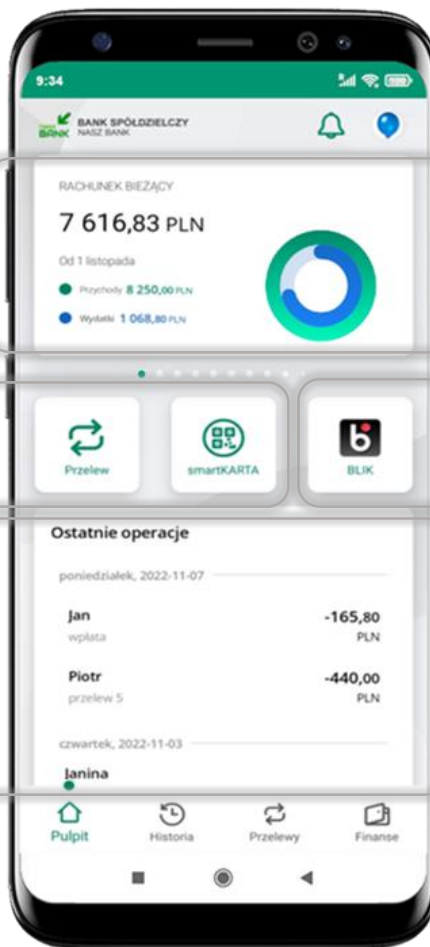 9:34
BANK SPÓŁDZIELCZY
BANK NASZ BANK
RACHUNEK BIEŻĄCY
7 616,83 PLN
Od 1 listopada
Przychody 8 250,00 PLN
Wydatki 1 068,80 PLN
Przelew
smartKARTA
BLIK
Ostatnie operacje
poniedziałek, 2022-11-07
Jan -165,80
wpłata PLN
Piotr -440,00
przelew 5 PLN
czwartek, 2022-11-03
Janina
Pulpit Historia Przelewy Finanse